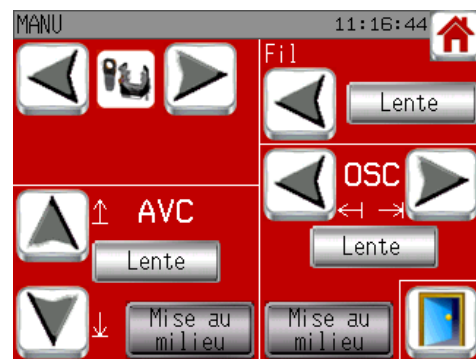 MANU 11:16:44
Fil
Lente
OSC
AVC
Lente
Lente
Mise au
milieu
Mise au
milieu